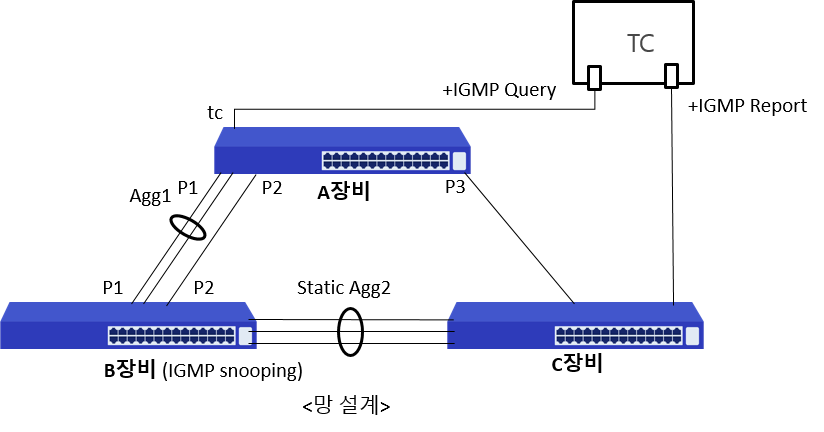 TC
+IGMP Query
+IGMP Report
tc
P1
P2
A장비
P3
Agg1
P1
P2
Static Agg2
B장비 (IGMP snooping)
C장비
<망 설계>